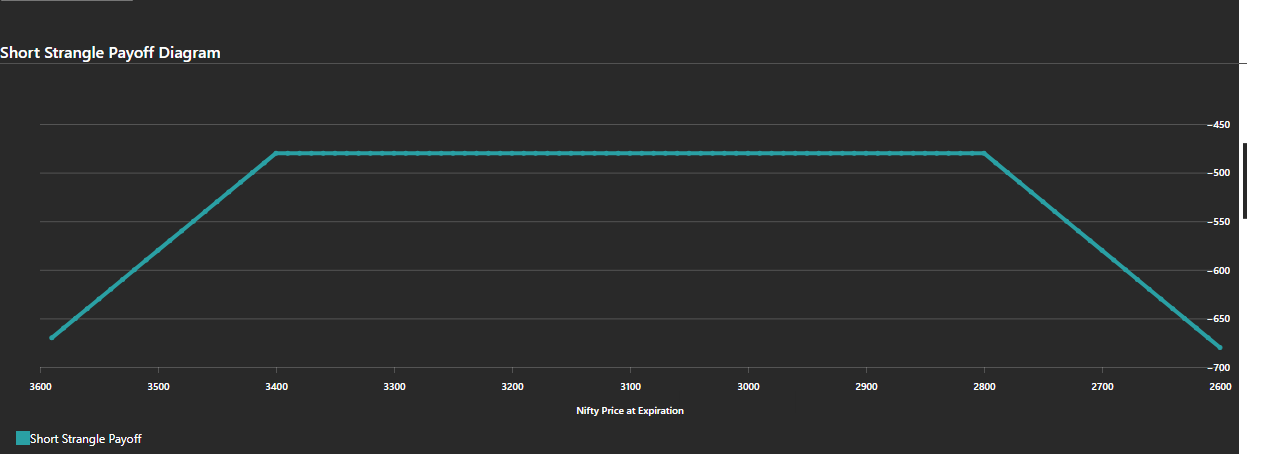 Short Strangle Payoff Diagram
−450
−500
−550
−600
−650
−700
3600 3500 3400 3300 3200 3100 3000 2900 2800 2700 2600
Nifty Price at Expiration
Short Strangle Payoff